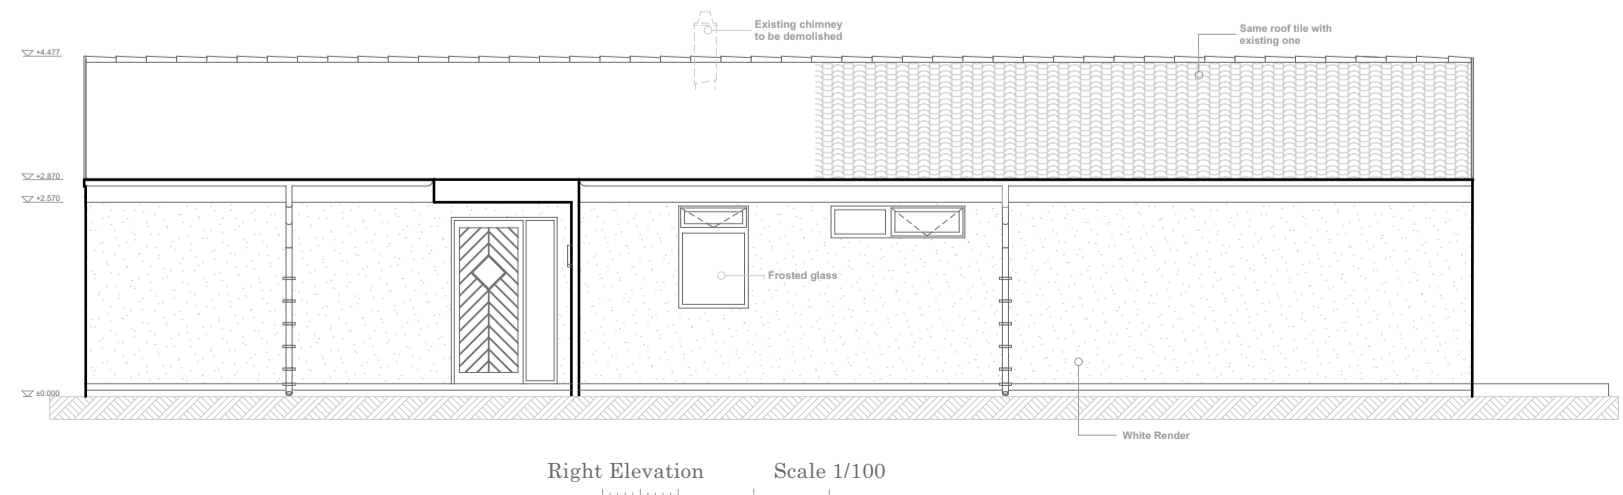 Existing chimney
to be demolished
Same roof tile with
existing one
+4.477
+2.870
+2.570
Frosted glass
±0.000
White Render
Right Elevation Scale 1/100